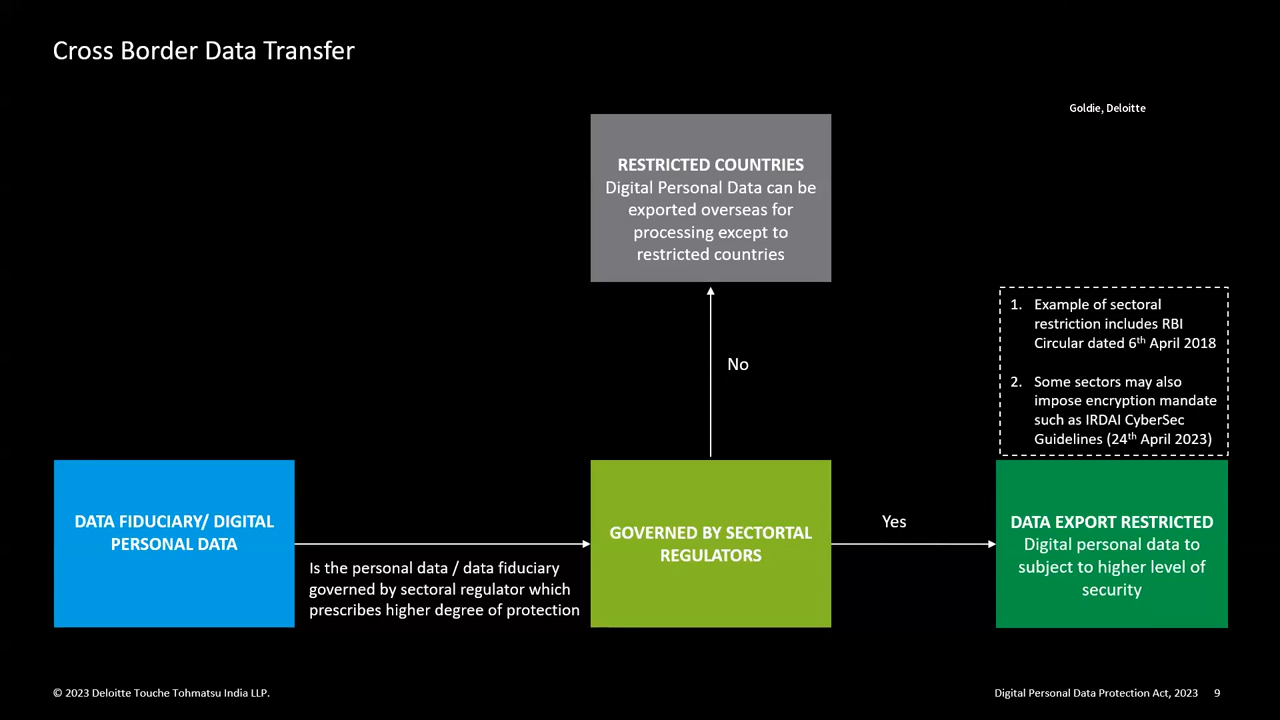 Cross Border Data Transfer
Goldie, Deloitte
RESTRICTED COUNTRIES
Digital Personal Data can be
exported overseas for
processing except to
restricted countries
1. Example of sectoral
restriction includes RBI
Circular dated 6th April 2018
2. Some sectors may also
impose encryption mandate
such as IRDAI CyberSec
Guidelines (24th April 2023)
No
DATA FIDUCIARY/ DIGITAL
PERSONAL DATA
Is the personal data / data fiduciary
governed by sectoral regulator which
prescribes higher degree of protection
GOVERNED BY SECTORTAL
REGULATORS
Yes
DATA EXPORT RESTRICTED
Digital personal data to
subject to higher level of
security
© 2023 Deloitte Touche Tohmatsu India LLP.
Digital Personal Data Protection Act, 2023 9